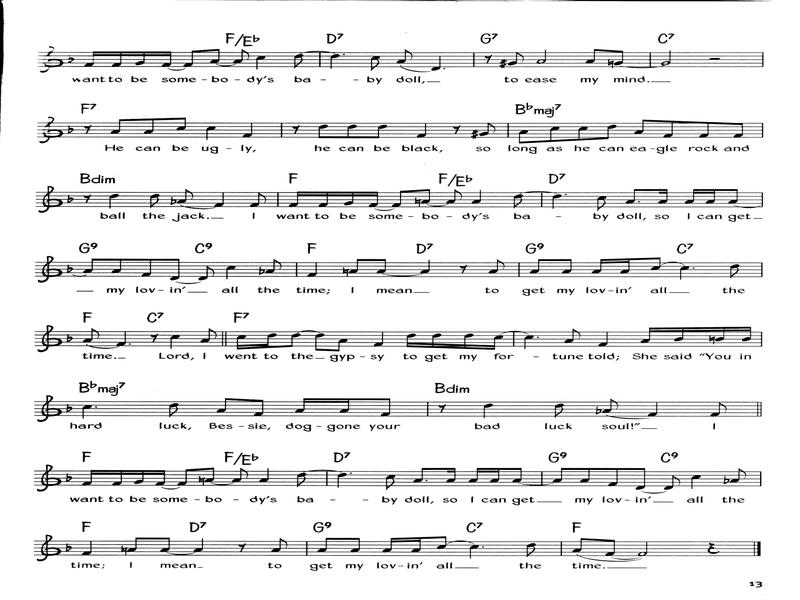 F F/E♭ D7 G7 C7
want to be some-bo-dy's ba - by doll, to ease my mind.
F7 B♭maj7
He can be ug-ly, he can be black, so long as he can ea-gle rock and
Bdim F F/E♭ D7
ball the jack. I want to be some-bo-dy's ba - by doll, so I can get
G9 C9 F D7 G9 C7
my lov-in' all the time; I mean to get my lov-in' all the
F C7 F7
time. Lord, I went to the gyp-sy to get my for-tune told; She said "You in
B♭maj7 Bdim
hard luck, Bes-sie, dog-gone your bad luck soul!" I
F F/E♭ D7 G9 C9
want to be some-bo-dy's ba - by doll, so I can get my lov-in' all the
F D7 G9 C7 F
time; I mean to get my lov-in' all the time.
13